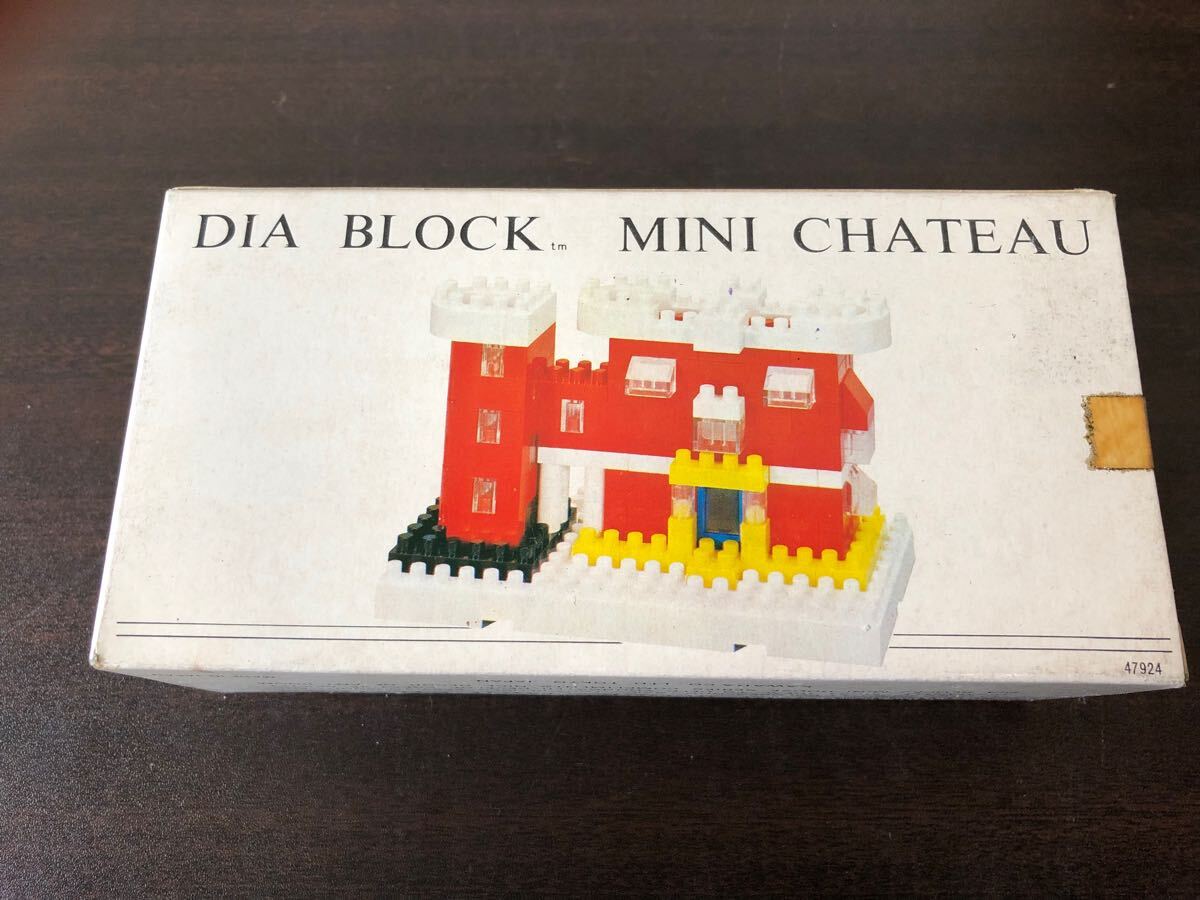 DIA BLOCK tm MINI CHATEAU
47924